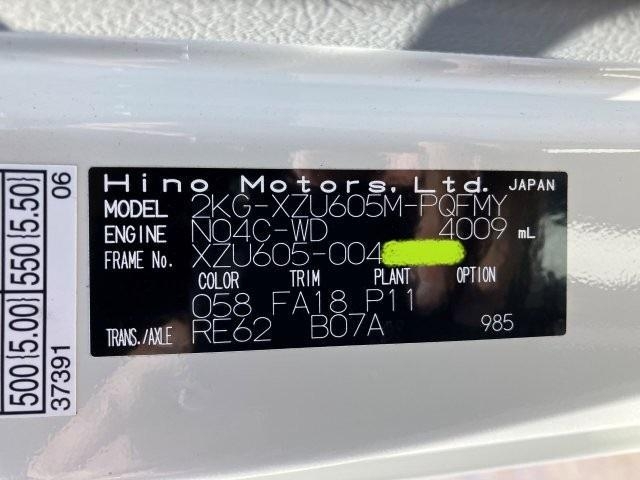 Hino Motors, Ltd. JAPAN
MODEL 2KG-XZU605M-PQFMY
ENGINE N04C-WD 4009 mL
FRAME No. XZU605-004
COLOR TRIM PLANT OPTION
058 FA18 P11
TRANS./AXLE RE62 B07A 985
500{5.00} 550{5.50}
37391 06